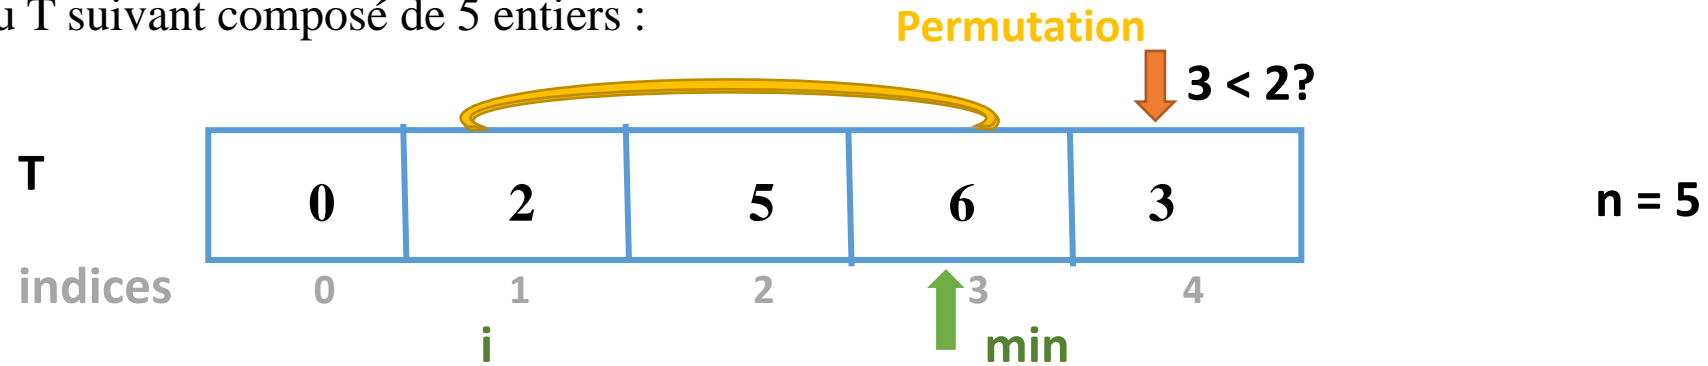 u T suivant composé de 5 entiers :
Permutation
3 < 2?
T 0 2 5 6 3 n = 5
indices 0 1 2 3 4
i min